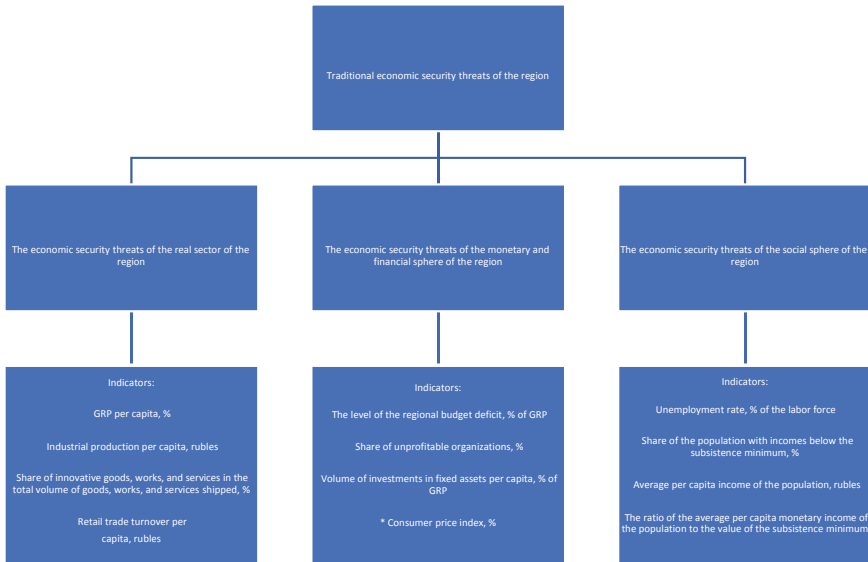 Traditional economic security threats of the region
The economic security threats of the real sector of the
region
The economic security threats of the monetary and
financial sphere of the region
The economic security threats of the social sphere of the
region
Indicators:
GRP per capita, %
Industrial production per capita, rubles
Share of innovative goods, works, and services in the
total volume of goods, works, and services shipped, %
Retail trade turnover per
capita, rubles
Indicators:
The level of the regional budget deficit, % of GRP
Share of unprofitable organizations, %
Volume of investments in fixed assets per capita, % of
GRP
* Consumer price index, %
Indicators:
Unemployment rate, % of the labor force
Share of the population with incomes below the
subsistence minimum, %
Average per capita income of the population, rubles
The ratio of the average per capita monetary income of
the population to the value of the subsistence minimum